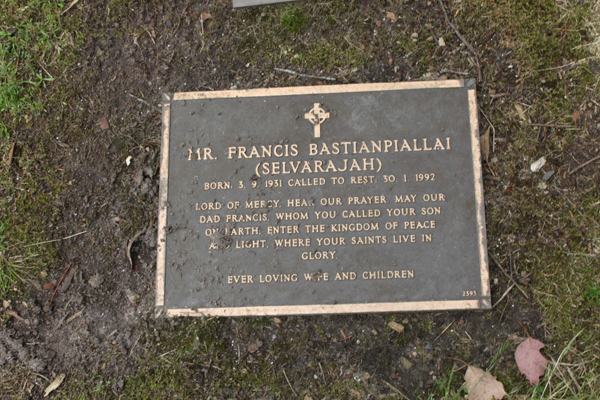 MR. FRANCIS BASTIANPIALLAI
(SELVARAJAH)
BORN. 3. 9. 1931 CALLED TO REST. 30. 1. 1992
LORD OF MERCY, HEAR OUR PRAYER. MAY OUR
DAD FRANCIS, WHOM YOU CALLED YOUR SON
ON EARTH, ENTER THE KINGDOM OF PEACE
AND LIGHT, WHERE YOUR SAINTS LIVE IN
GLORY
EVER LOVING WIFE AND CHILDREN
2393